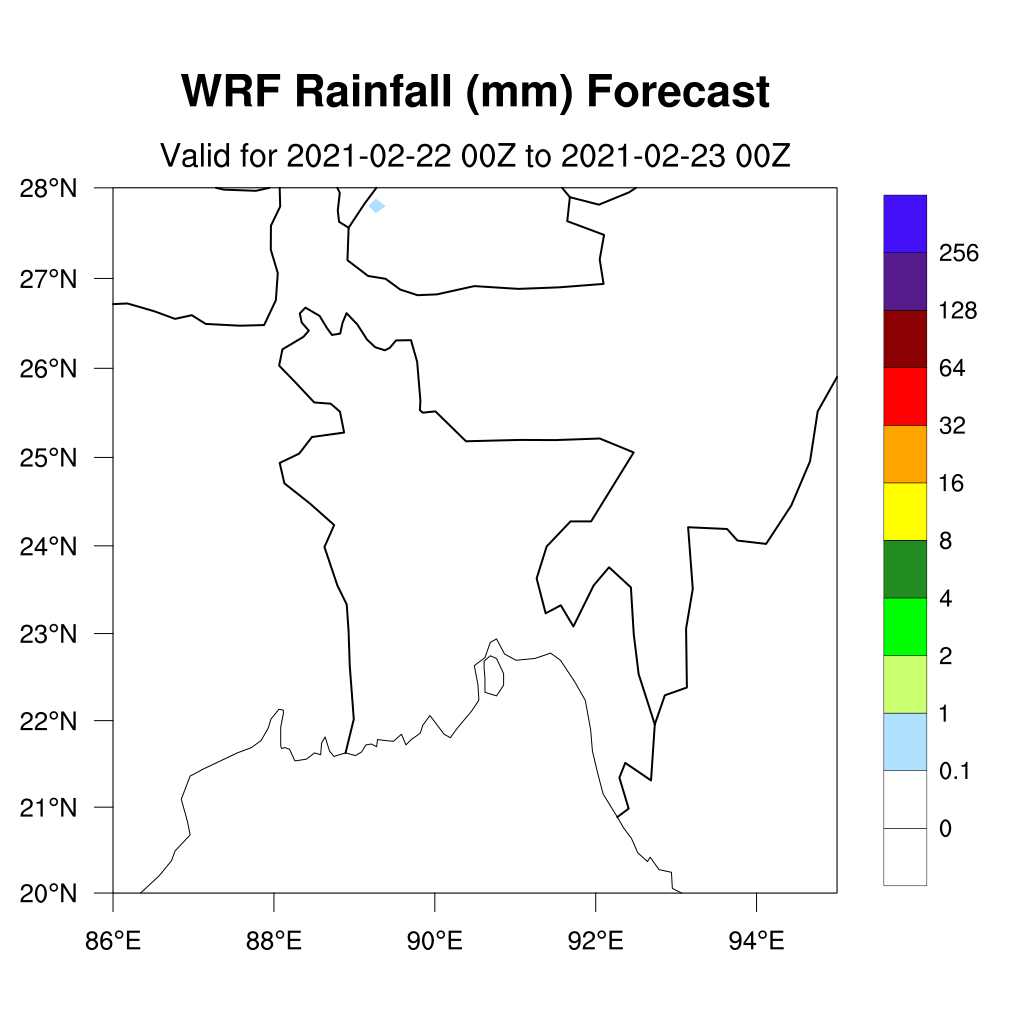 WRF Rainfall (mm) Forecast
Valid for 2021-02-22 00Z to 2021-02-23 00Z
28°N
27°N
26°N
25°N
24°N
23°N
22°N
21°N
20°N
86°E 88°E 90°E 92°E 94°E
256
128
64
32
16
8
4
2
1
0.1
0